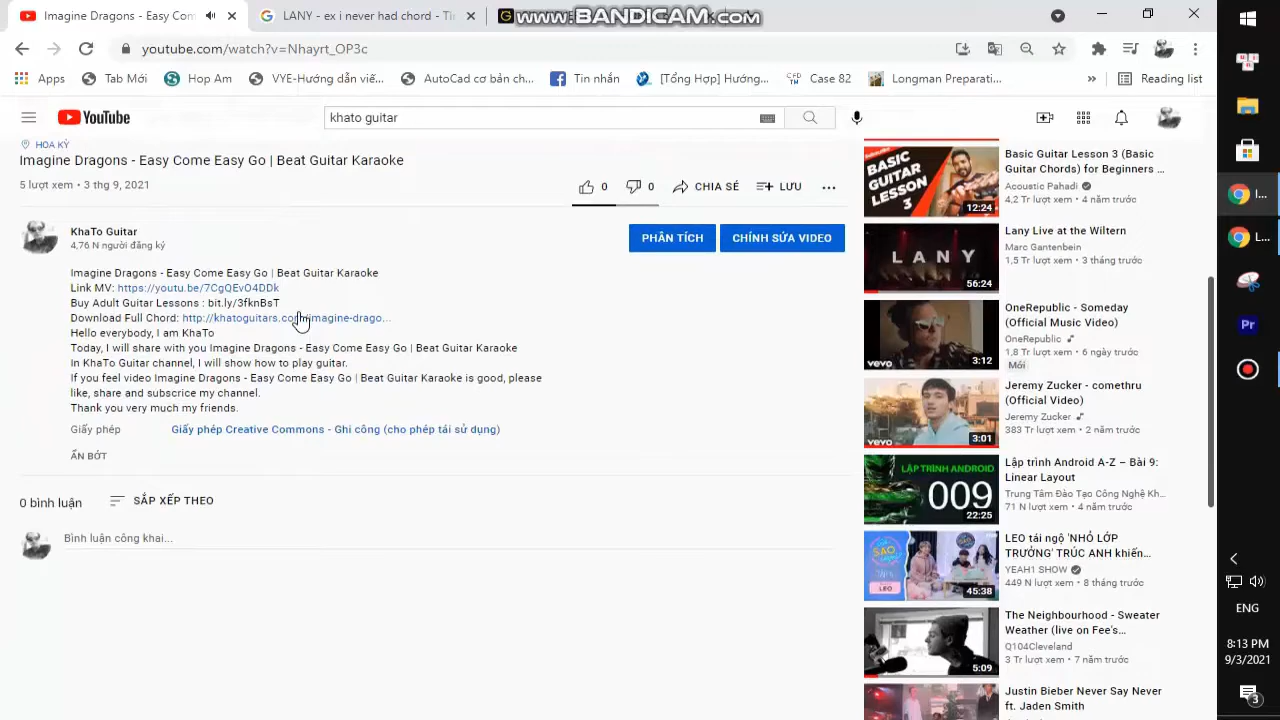 Imagine Dragons - Easy Com
LANY - ex i never had chord - Th
www.BANDICAM.com
youtube.com/watch?v=Nhayrt_OP3c
Apps
Tab Mới
Hop Am
VYE-Hướng dẫn viế...
AutoCad cơ bản ch...
Tin nhắn
[Tổng Hợp] Hướng...
Case 82
Longman Preparati...
»
Reading list
YouTube
khato guitar
HOA KỲ
Imagine Dragons - Easy Come Easy Go | Beat Guitar Karaoke
5 lượt xem • 3 thg 9, 2021
0
0
CHIA SẺ
LƯU
KhaTo Guitar
4,76 N người đăng ký
PHÂN TÍCH
CHỈNH SỬA VIDEO
Imagine Dragons - Easy Come Easy Go | Beat Guitar Karaoke
Link MV: https://youtu.be/7CgQEvO4DDk
Buy Adult Guitar Lessons : bit.ly/3fknBsT
Download Full Chord: http://khatoguitars.com/imagine-drago...
Hello everybody, I am KhaTo
Today, I will share with you Imagine Dragons - Easy Come Easy Go | Beat Guitar Karaoke
In KhaTo Guitar channel, I will show how to play guitar.
If you feel video Imagine Dragons - Easy Come Easy Go | Beat Guitar Karaoke is good, please
like, share and subscrice my channel.
Thank you very much my friends.
Giấy phép
Giấy phép Creative Commons - Ghi công (cho phép tái sử dụng)
ẨN BỚT
0 bình luận
SẮP XẾP THEO
Bình luận công khai...
BASIC GUITAR LESSON 3
12:24
Basic Guitar Lesson 3 (Basic
Guitar Chords) for Beginners ...
Acoustic Pahadi
4,2 Tr lượt xem • 4 năm trước
LANY
56:24
Lany Live at the Wiltern
Marc Gantenbein
1,5 Tr lượt xem • 3 tháng trước
vevo
3:12
OneRepublic - Someday
(Official Music Video)
OneRepublic
1,8 Tr lượt xem • 6 ngày trước
Mới
vevo
3:01
Jeremy Zucker - comethru
(Official Video)
Jeremy Zucker
383 Tr lượt xem • 2 năm trước
LẬP TRÌNH ANDROID
009
22:25
Lập trình Android A-Z – Bài 9:
Linear Layout
Trung Tâm Đào Tạo Công Nghệ Kh...
71 N lượt xem • 4 năm trước
SAO
LEO
45:38
LEO tái ngộ 'NHỎ LỚP
TRƯỞNG' TRÚC ANH khiến...
YEAH1 SHOW
449 N lượt xem • 8 tháng trước
5:09
The Neighbourhood - Sweater
Weather (live on Fee's...
Q104Cleveland
3 Tr lượt xem • 7 năm trước
Justin Bieber Never Say Never
ft. Jaden Smith
I...
L...
Pr
ENG
8:13 PM
9/3/2021
3